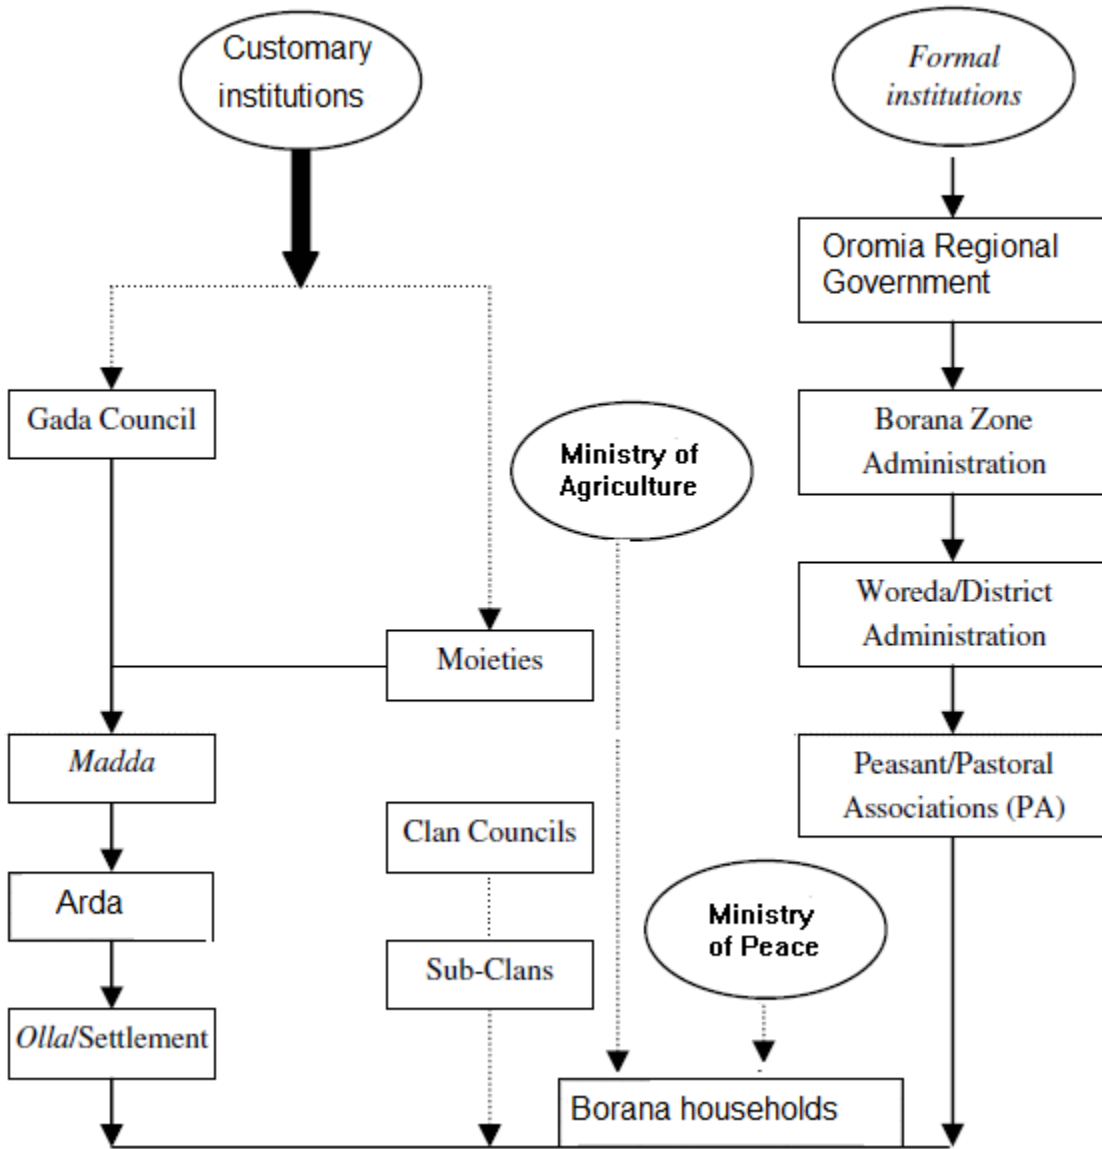 Customary
institutions
Formal
institutions
Oromia Regional
Government
Gada Council
Borana Zone
Administration
Ministry of
Agriculture
Woreda/District
Administration
Moieties
Madda
Peasant/Pastoral
Associations (PA)
Clan Councils
Arda
Ministry
of Peace
Sub-Clans
Olla/Settlement
Borana households